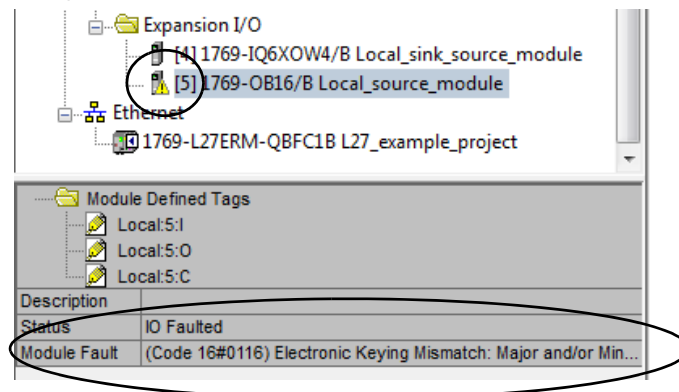 Expansion I/O
[4] 1769-IQ6XOW4/B Local_sink_source_module
[5] 1769-OB16/B Local_source_module
Ethernet
1769-L27ERM-QBFC1B L27_example_project
Module Defined Tags
Local:5:I
Local:5:O
Local:5:C
Description
Status IO Faulted
Module Fault (Code 16#0116) Electronic Keying Mismatch: Major and/or Min...